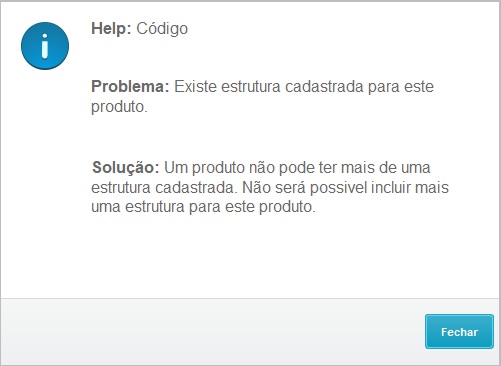 Help: Código
Problema: Existe estrutura cadastrada para este
produto.
Solução: Um produto não pode ter mais de uma
estrutura cadastrada. Não será possivel incluir mais
uma estrutura para este produto.
Fechar